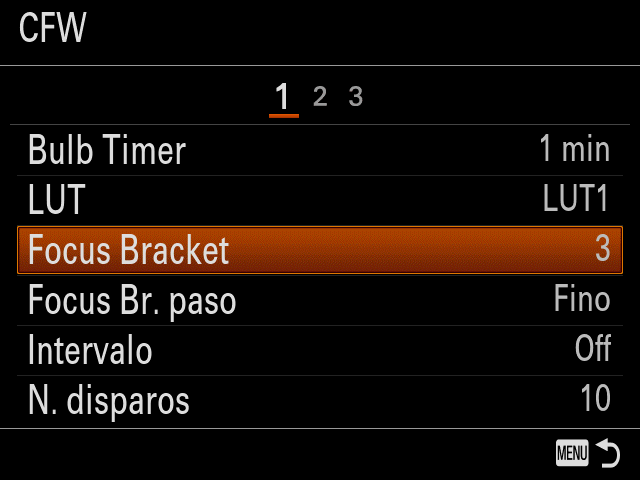 CFW
1 2 3
Bulb Timer 1 min
LUT LUT1
Focus Bracket 3
Focus Br. paso Fino
Intervalo Off
N. disparos 10
MENU